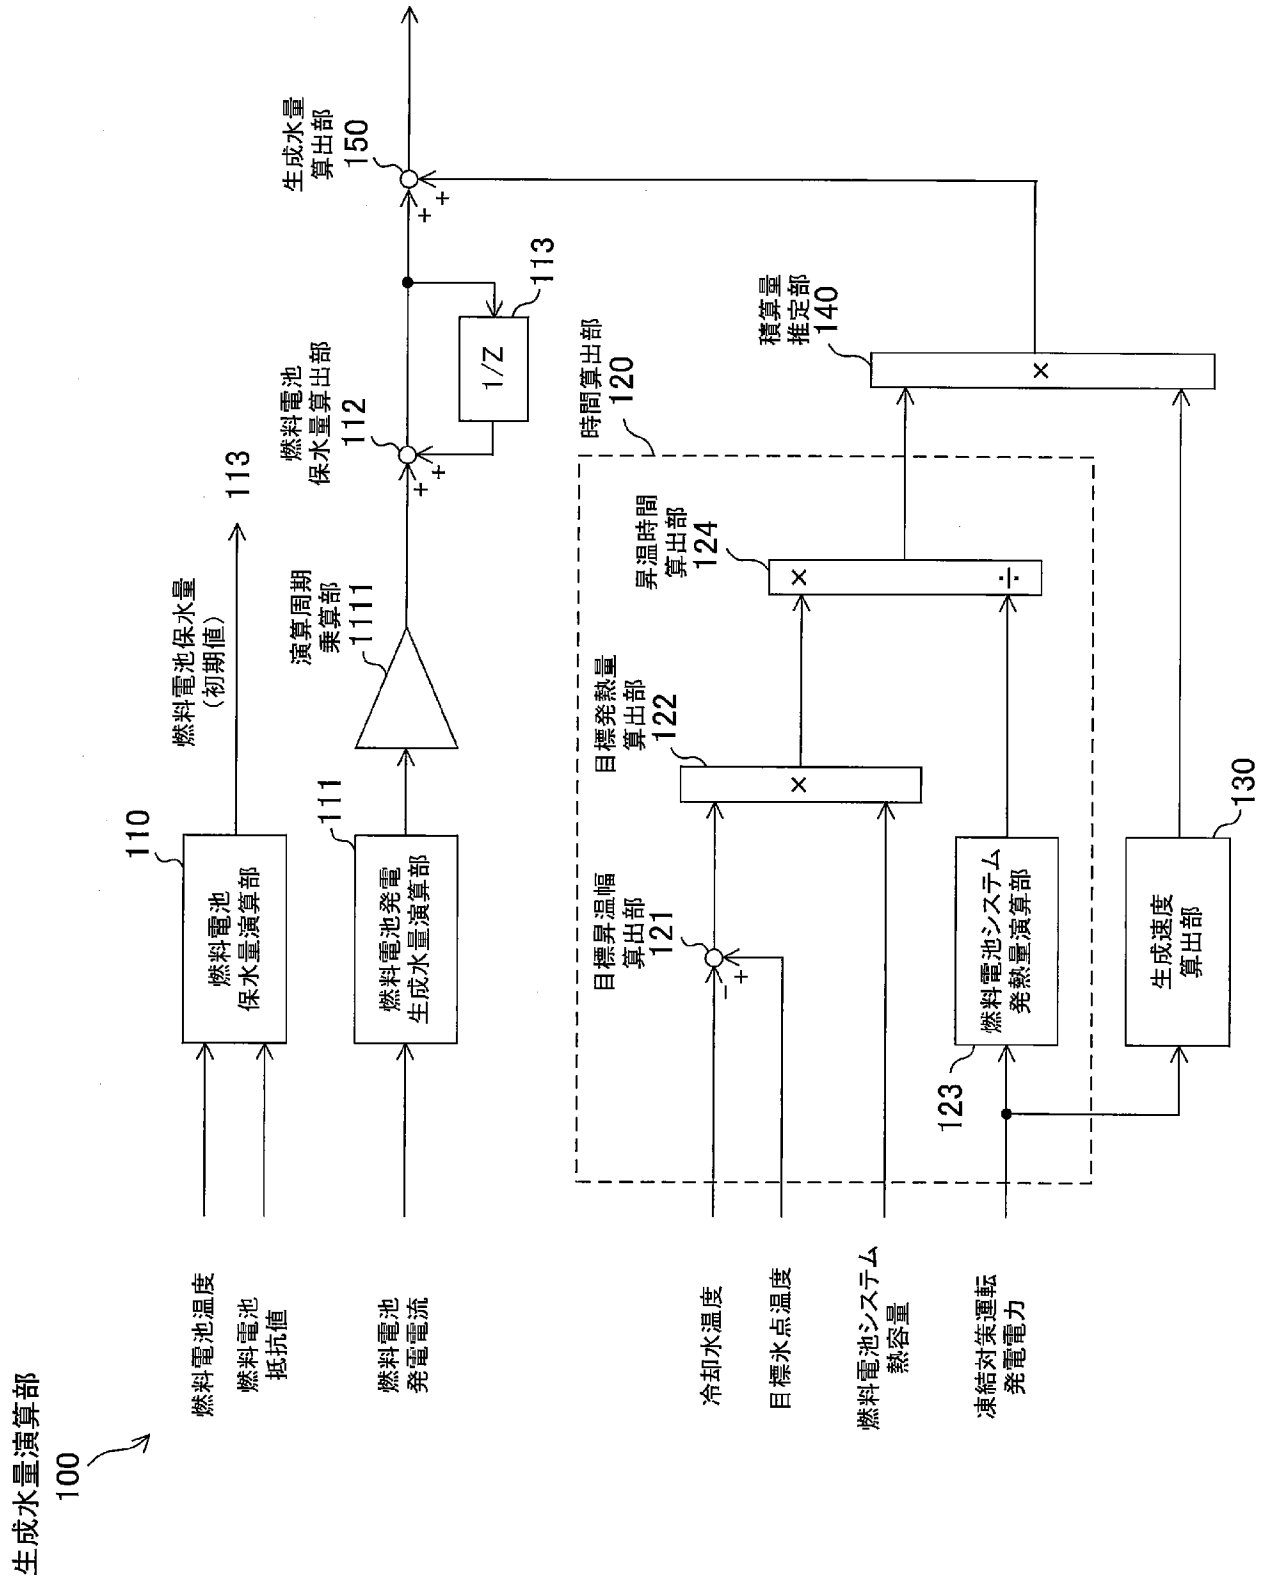 生成水量演算部
100
燃料電池温度
燃料電池
抵抗値
110
燃料電池
保水量演算部
燃料電池保水量
(初期値)
113
燃料電池
発電電流
111
燃料電池発電
生成水量演算部
演算周期
乗算部
1111
燃料電池
保水量算出部
112
+
+
1/Z
113
生成水量
算出部
150
+
+
時間算出部
120
冷却水温度
目標氷点温度
目標昇温幅
算出部
121
−
+
燃料電池システム
熱容量
目標発熱量
算出部
122
×
昇温時間
算出部
124
×
÷
凍結対策運転
発電電力
123
燃料電池システム
発熱量演算部
130
生成速度
算出部
積算量
推定部
140
×